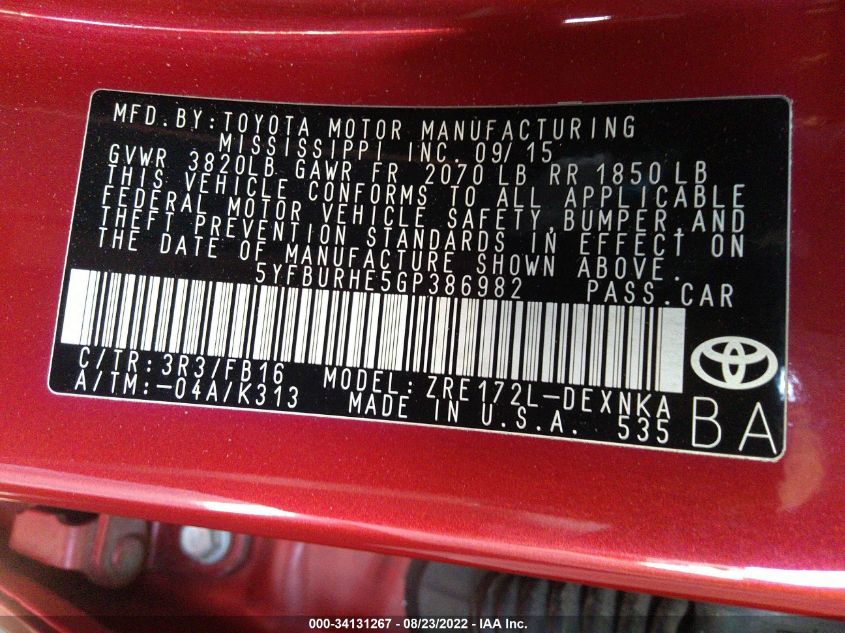 MFD.BY:TOYOTA MOTOR MANUFACTURING
MISSISSIPPI INC. 09/15
GVWR 3820LB GAWR FR 2070 LB RR 1850 LB
THIS VEHICLE CONFORMS TO ALL APPLICABLE
FEDERAL MOTOR VEHICLE SAFETY,BUMPER,AND
THEFT PREVENTION STANDARDS IN EFFECT ON
THE DATE OF MANUFACTURE SHOWN ABOVE.
5YFBURHE5GP386982 PASS.CAR
C/TR:3R3/FB16 MODEL:ZRE172L-DEXNKA
A/TM:-04A/K313 MADE IN U.S.A. 535
BA
000-34131267 - 08/23/2022 - IAA Inc.